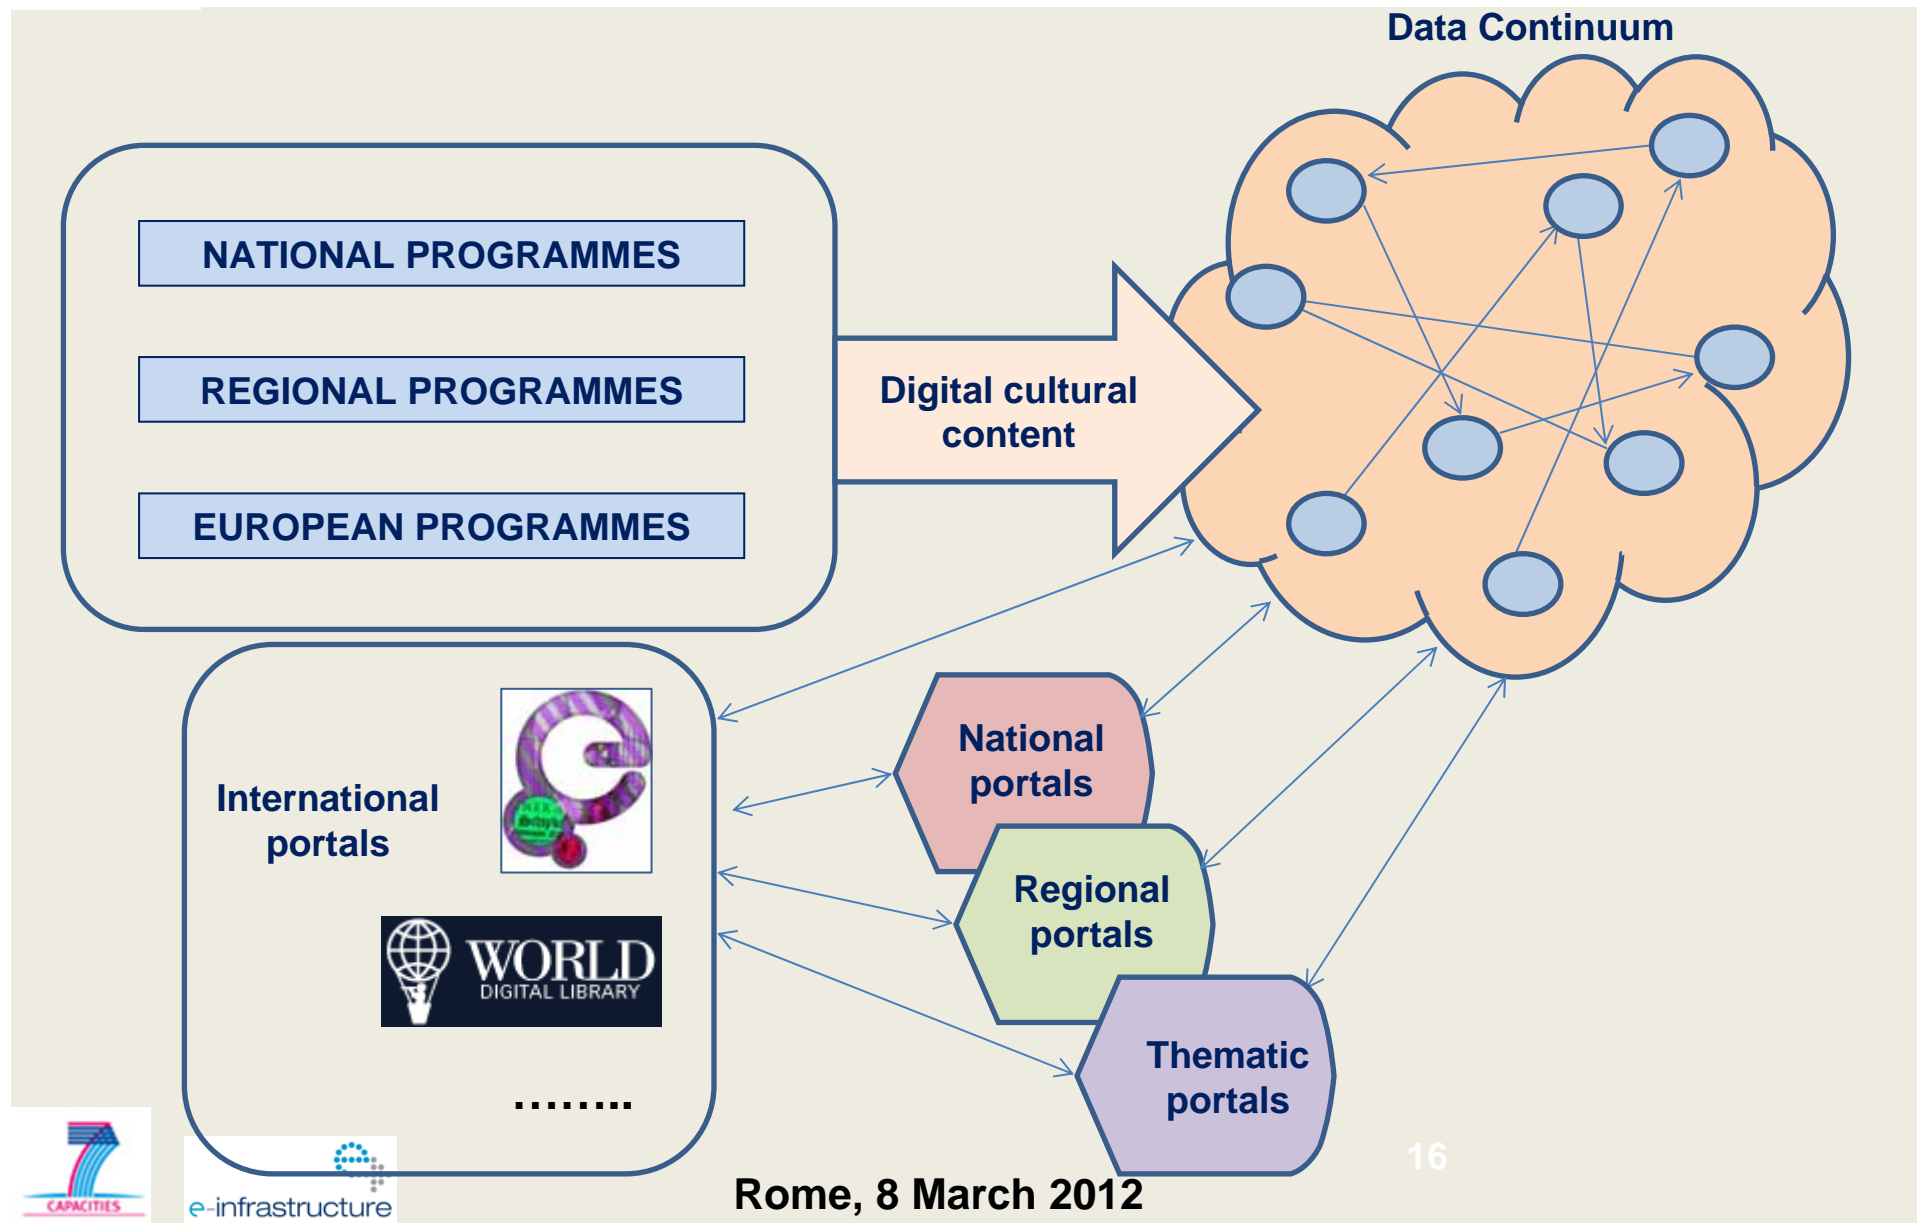 Data Continuum
NATIONAL PROGRAMMES
REGIONAL PROGRAMMES
EUROPEAN PROGRAMMES
Digital cultural
content
International
portals
WORLD
DIGITAL LIBRARY
........
National
portals
Regional
portals
Thematic
portals
7
CAPACITIES
e-infrastructure
Rome, 8 March 2012
16